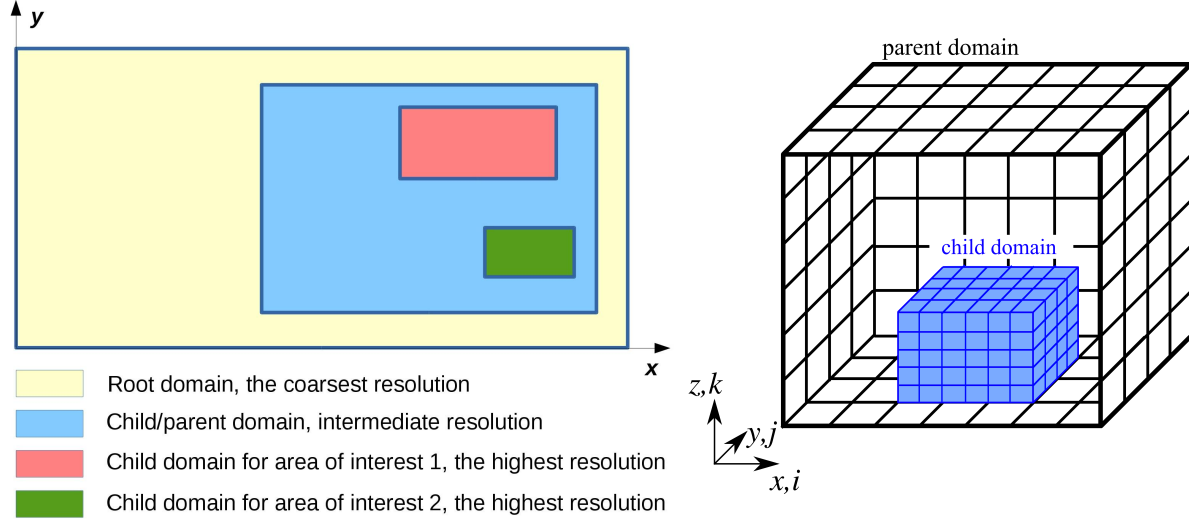 y
x
Root domain, the coarsest resolution
Child/parent domain, intermediate resolution
Child domain for area of interest 1, the highest resolution
Child domain for area of interest 2, the highest resolution
parent domain
child domain
z,k
y,j
x,i